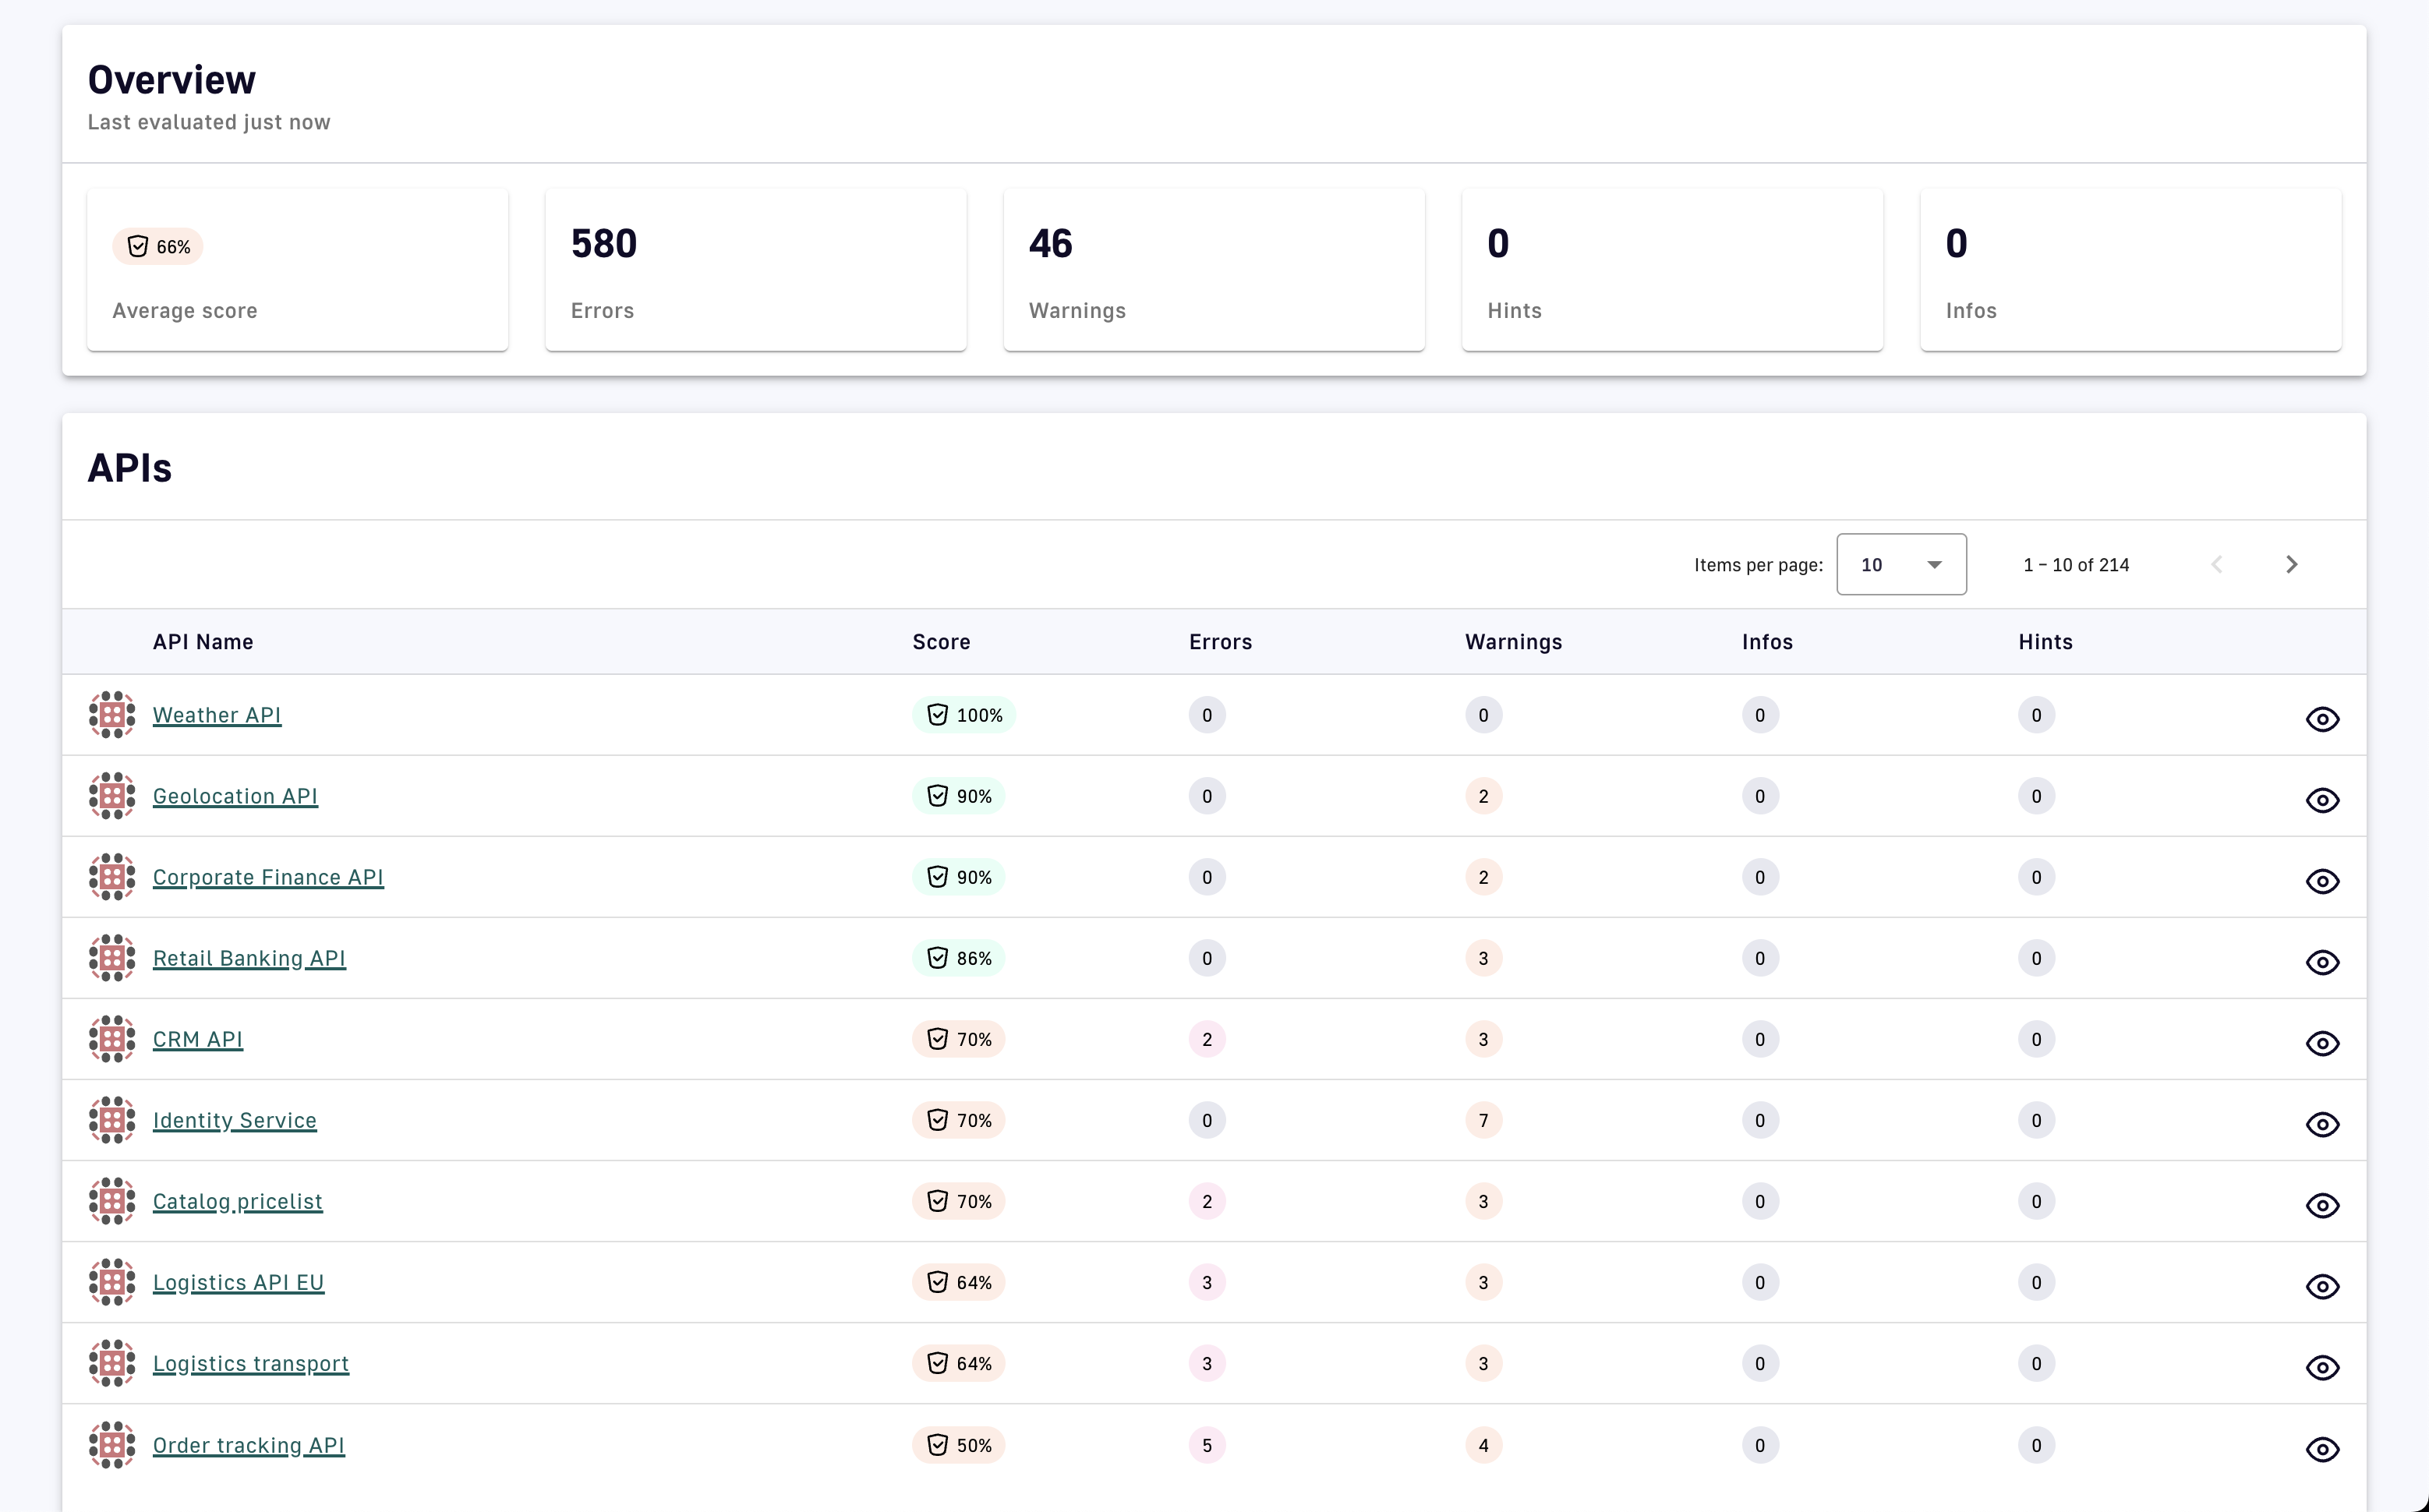 Overview
Last evaluated just now
66%
Average score
580
Errors
46
Warnings
0
Hints
0
Infos
APIs
Items per page: 10 1 – 10 of 214
API Name Score Errors Warnings Infos Hints
Weather API 100% 0 0 0 0
Geolocation API 90% 0 2 0 0
Corporate Finance API 90% 0 2 0 0
Retail Banking API 86% 0 3 0 0
CRM API 70% 2 3 0 0
Identity Service 70% 0 7 0 0
Catalog pricelist 70% 2 3 0 0
Logistics API EU 64% 3 3 0 0
Logistics transport 64% 3 3 0 0
Order tracking API 50% 5 4 0 0